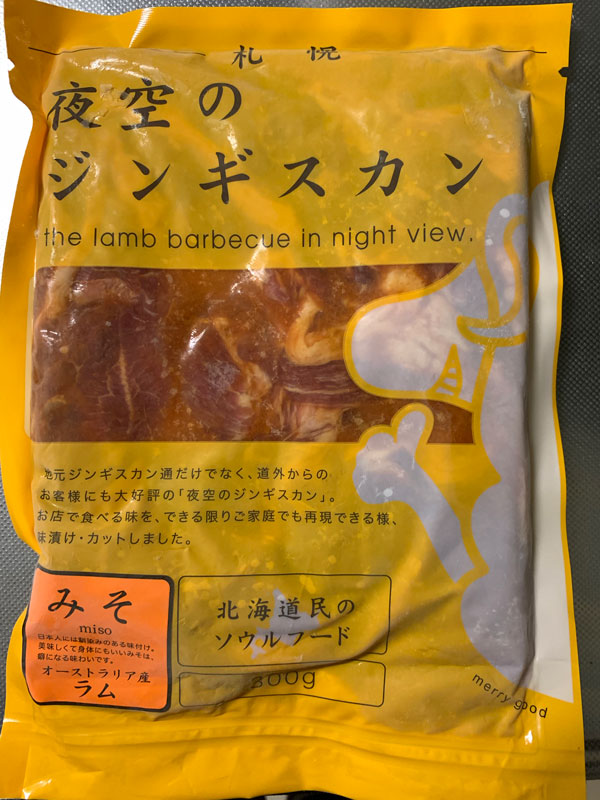 札幌
夜空の
ジンギスカン
the lamb barbecue in night view.
地元ジンギスカン通だけでなく、道外からの
お客様にも大好評の「夜空のジンギスカン」。
お店で食べる味を、できる限りご家庭でも再現できる様、
味漬け・カットしました。
みそ
miso
日本人には馴染みのある味付け。
美味しくて身体にもいいみそは、
癖になる味わいです。
オーストラリア産
ラム
北海道民の
ソウルフード
300g
merry good